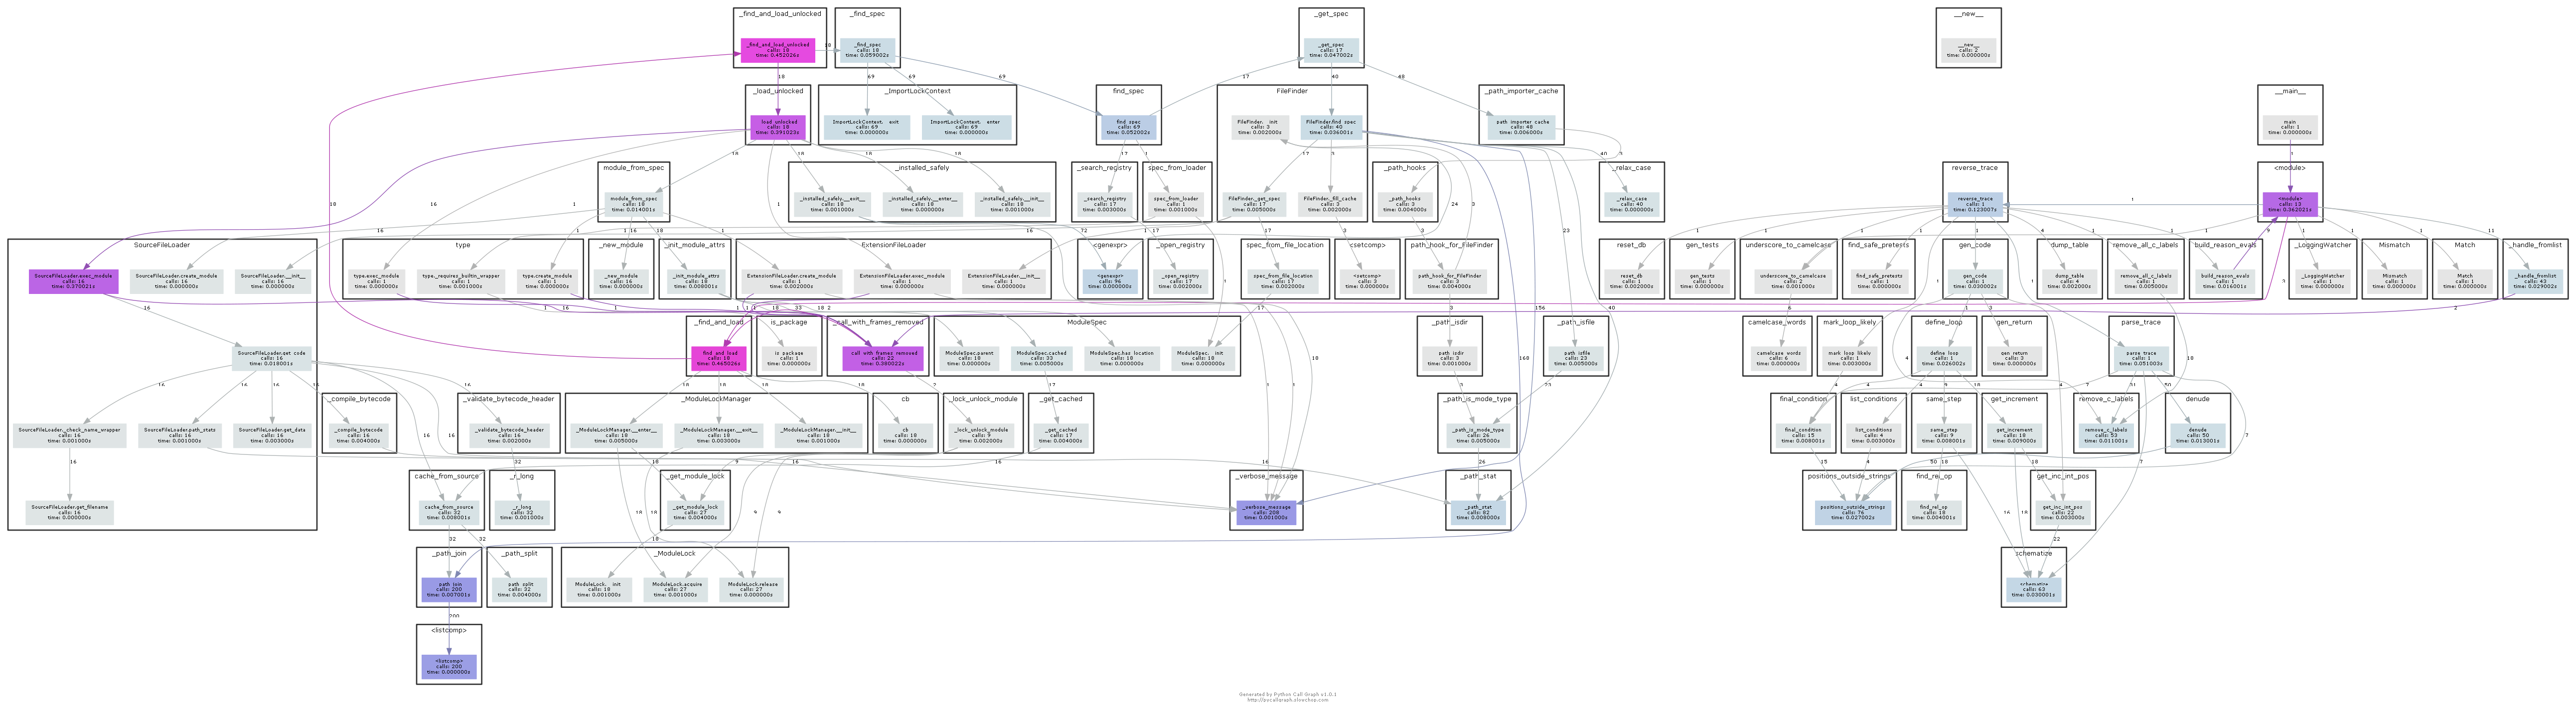 _find_and_load_unlocked
_find_and_load_unlocked
calls: 18
time: 0.452026s
_find_spec
_find_spec
calls: 18
time: 0.059002s
_get_spec
_get_spec
calls: 17
time: 0.047002s
__new__
__new__
calls: 2
time: 0.000000s
_load_unlocked
load unlocked
calls: 18
time: 0.391023s
_ImportLockContext
ImportLockContext. exit
calls: 69
time: 0.000000s
ImportLockContext. enter
calls: 69
time: 0.000000s
find_spec
find_spec
calls: 69
time: 0.052002s
FileFinder
FileFinder. init
calls: 3
time: 0.002000s
FileFinder.find_spec
calls: 40
time: 0.036001s
FileFinder._get_spec
calls: 17
time: 0.005000s
FileFinder._fill_cache
calls: 3
time: 0.002000s
_path_importer_cache
path importer cache
calls: 48
time: 0.006000s
__main__
main
calls: 1
time: 0.000000s
module_from_spec
module_from_spec
calls: 18
time: 0.014001s
_installed_safely
_installed_safely.__exit__
calls: 18
time: 0.001000s
_installed_safely.__enter__
calls: 18
time: 0.000000s
_installed_safely.__init__
calls: 18
time: 0.001000s
_search_registry
_search_registry
calls: 17
time: 0.003000s
spec_from_loader
spec_from_loader
calls: 1
time: 0.001000s
_path_hooks
_path_hooks
calls: 3
time: 0.004000s
_relax_case
_relax_case
calls: 40
time: 0.000000s
reverse_trace
reverse_trace
calls: 1
time: 0.123007s
<module>
<module>
calls: 13
time: 0.362021s
SourceFileLoader
SourceFileLoader.exec_module
calls: 16
time: 0.370021s
SourceFileLoader.create_module
calls: 16
time: 0.000000s
SourceFileLoader.__init__
calls: 16
time: 0.000000s
SourceFileLoader.get_code
calls: 16
time: 0.018001s
SourceFileLoader._check_name_wrapper
calls: 16
time: 0.001000s
SourceFileLoader.path_stats
calls: 16
time: 0.001000s
SourceFileLoader.get_data
calls: 16
time: 0.000000s
SourceFileLoader.get_filename
calls: 16
time: 0.000000s
type
type.exec_module
calls: 1
time: 0.000000s
type._requires_builtin_wrapper
calls: 1
time: 0.001000s
type.create_module
calls: 1
time: 0.000000s
_new_module
_new_module
calls: 16
time: 0.000000s
_init_module_attrs
_init_module_attrs
calls: 18
time: 0.008001s
ExtensionFileLoader
ExtensionFileLoader.create_module
calls: 1
time: 0.002000s
ExtensionFileLoader.exec_module
calls: 1
time: 0.000000s
ExtensionFileLoader.__init__
calls: 1
time: 0.000000s
<genexpr>
<genexpr>
calls: 96
time: 0.000000s
_open_registry
_open_registry
calls: 17
time: 0.002000s
spec_from_file_location
spec_from_file_location
calls: 17
time: 0.002000s
<setcomp>
<setcomp>
calls: 3
time: 0.000000s
path_hook_for_FileFinder
path_hook_for_FileFinder
calls: 3
time: 0.004000s
reset_db
reset_db
calls: 1
time: 0.002000s
gen_tests
gen_tests
calls: 1
time: 0.000000s
underscore_to_camelcase
underscore_to_camelcase
calls: 2
time: 0.001000s
find_safe_pretests
find_safe_pretests
calls: 1
time: 0.000000s
gen_code
gen_code
calls: 1
time: 0.030002s
dump_table
dump_table
calls: 4
time: 0.002000s
remove_all_c_labels
remove_all_c_labels
calls: 1
time: 0.005000s
build_reason_evals
build_reason_evals
calls: 1
time: 0.016001s
_LoggingWatcher
_LoggingWatcher
calls: 1
time: 0.000000s
Mismatch
Mismatch
calls: 1
time: 0.000000s
Match
Match
calls: 1
time: 0.000000s
_handle_fromlist
_handle_fromlist
calls: 43
time: 0.029002s
_find_and_load
find_and_load
calls: 18
time: 0.465026s
is_package
is_package
calls: 1
time: 0.000000s
_call_with_frames_removed
call with frames removed
calls: 22
time: 0.360022s
ModuleSpec
ModuleSpec.parent
calls: 18
time: 0.000000s
ModuleSpec.cached
calls: 33
time: 0.005000s
ModuleSpec.has_location
calls: 18
time: 0.000000s
ModuleSpec. init
calls: 18
time: 0.000000s
_path_isdir
path isdir
calls: 3
time: 0.001000s
_path_isfile
path isfile
calls: 23
time: 0.005000s
camelcase_words
camelcase_words
calls: 6
time: 0.000000s
mark_loop_likely
mark_loop_likely
calls: 1
time: 0.003000s
define_loop
define_loop
calls: 1
time: 0.026002s
gen_return
gen_return
calls: 3
time: 0.000000s
parse_trace
parse_trace
calls: 1
time: 0.051003s
_compile_bytecode
_compile_bytecode
calls: 16
time: 0.004000s
_validate_bytecode_header
_validate_bytecode_header
calls: 16
time: 0.002000s
_ModuleLockManager
_ModuleLockManager.__enter__
calls: 18
time: 0.005000s
_ModuleLockManager.__exit__
calls: 18
time: 0.003000s
_ModuleLockManager.__init__
calls: 18
time: 0.001000s
cb
cb
calls: 18
time: 0.000000s
_lock_unlock_module
_lock_unlock_module
calls: 9
time: 0.002000s
_get_cached
_get_cached
calls: 17
time: 0.004000s
_path_is_mode_type
_path_is_mode_type
calls: 26
time: 0.005000s
final_condition
final_condition
calls: 15
time: 0.008001s
list_conditions
list_conditions
calls: 4
time: 0.003000s
same_step
same_step
calls: 9
time: 0.008001s
get_increment
get_increment
calls: 18
time: 0.009000s
remove_c_labels
remove_c_labels
calls: 53
time: 0.011001s
denude
denude
calls: 50
time: 0.013001s
cache_from_source
cache_from_source
calls: 32
time: 0.008001s
_r_long
_r_long
calls: 32
time: 0.001000s
_get_module_lock
_get_module_lock
calls: 27
time: 0.004000s
_verbose_message
_verbose_message
calls: 208
time: 0.001000s
_path_stat
_path_stat
calls: 82
time: 0.008000s
positions_outside_strings
positions_outside_strings
calls: 76
time: 0.027002s
find_rel_op
find_rel_op
calls: 18
time: 0.004001s
get_inc_int_pos
get_inc_int_pos
calls: 22
time: 0.003000s
_path_join
path join
calls: 200
time: 0.007001s
_path_split
path split
calls: 32
time: 0.004000s
_ModuleLock
ModuleLock. init
calls: 18
time: 0.001000s
ModuleLock.acquire
calls: 27
time: 0.001000s
ModuleLock.release
calls: 27
time: 0.000000s
schematize
schematize
calls: 63
time: 0.030001s
<listcomp>
<listcomp>
calls: 200
time: 0.000000s
Generated by Python Call Graph v1.0.1
http://pycallgraph.slowchop.com